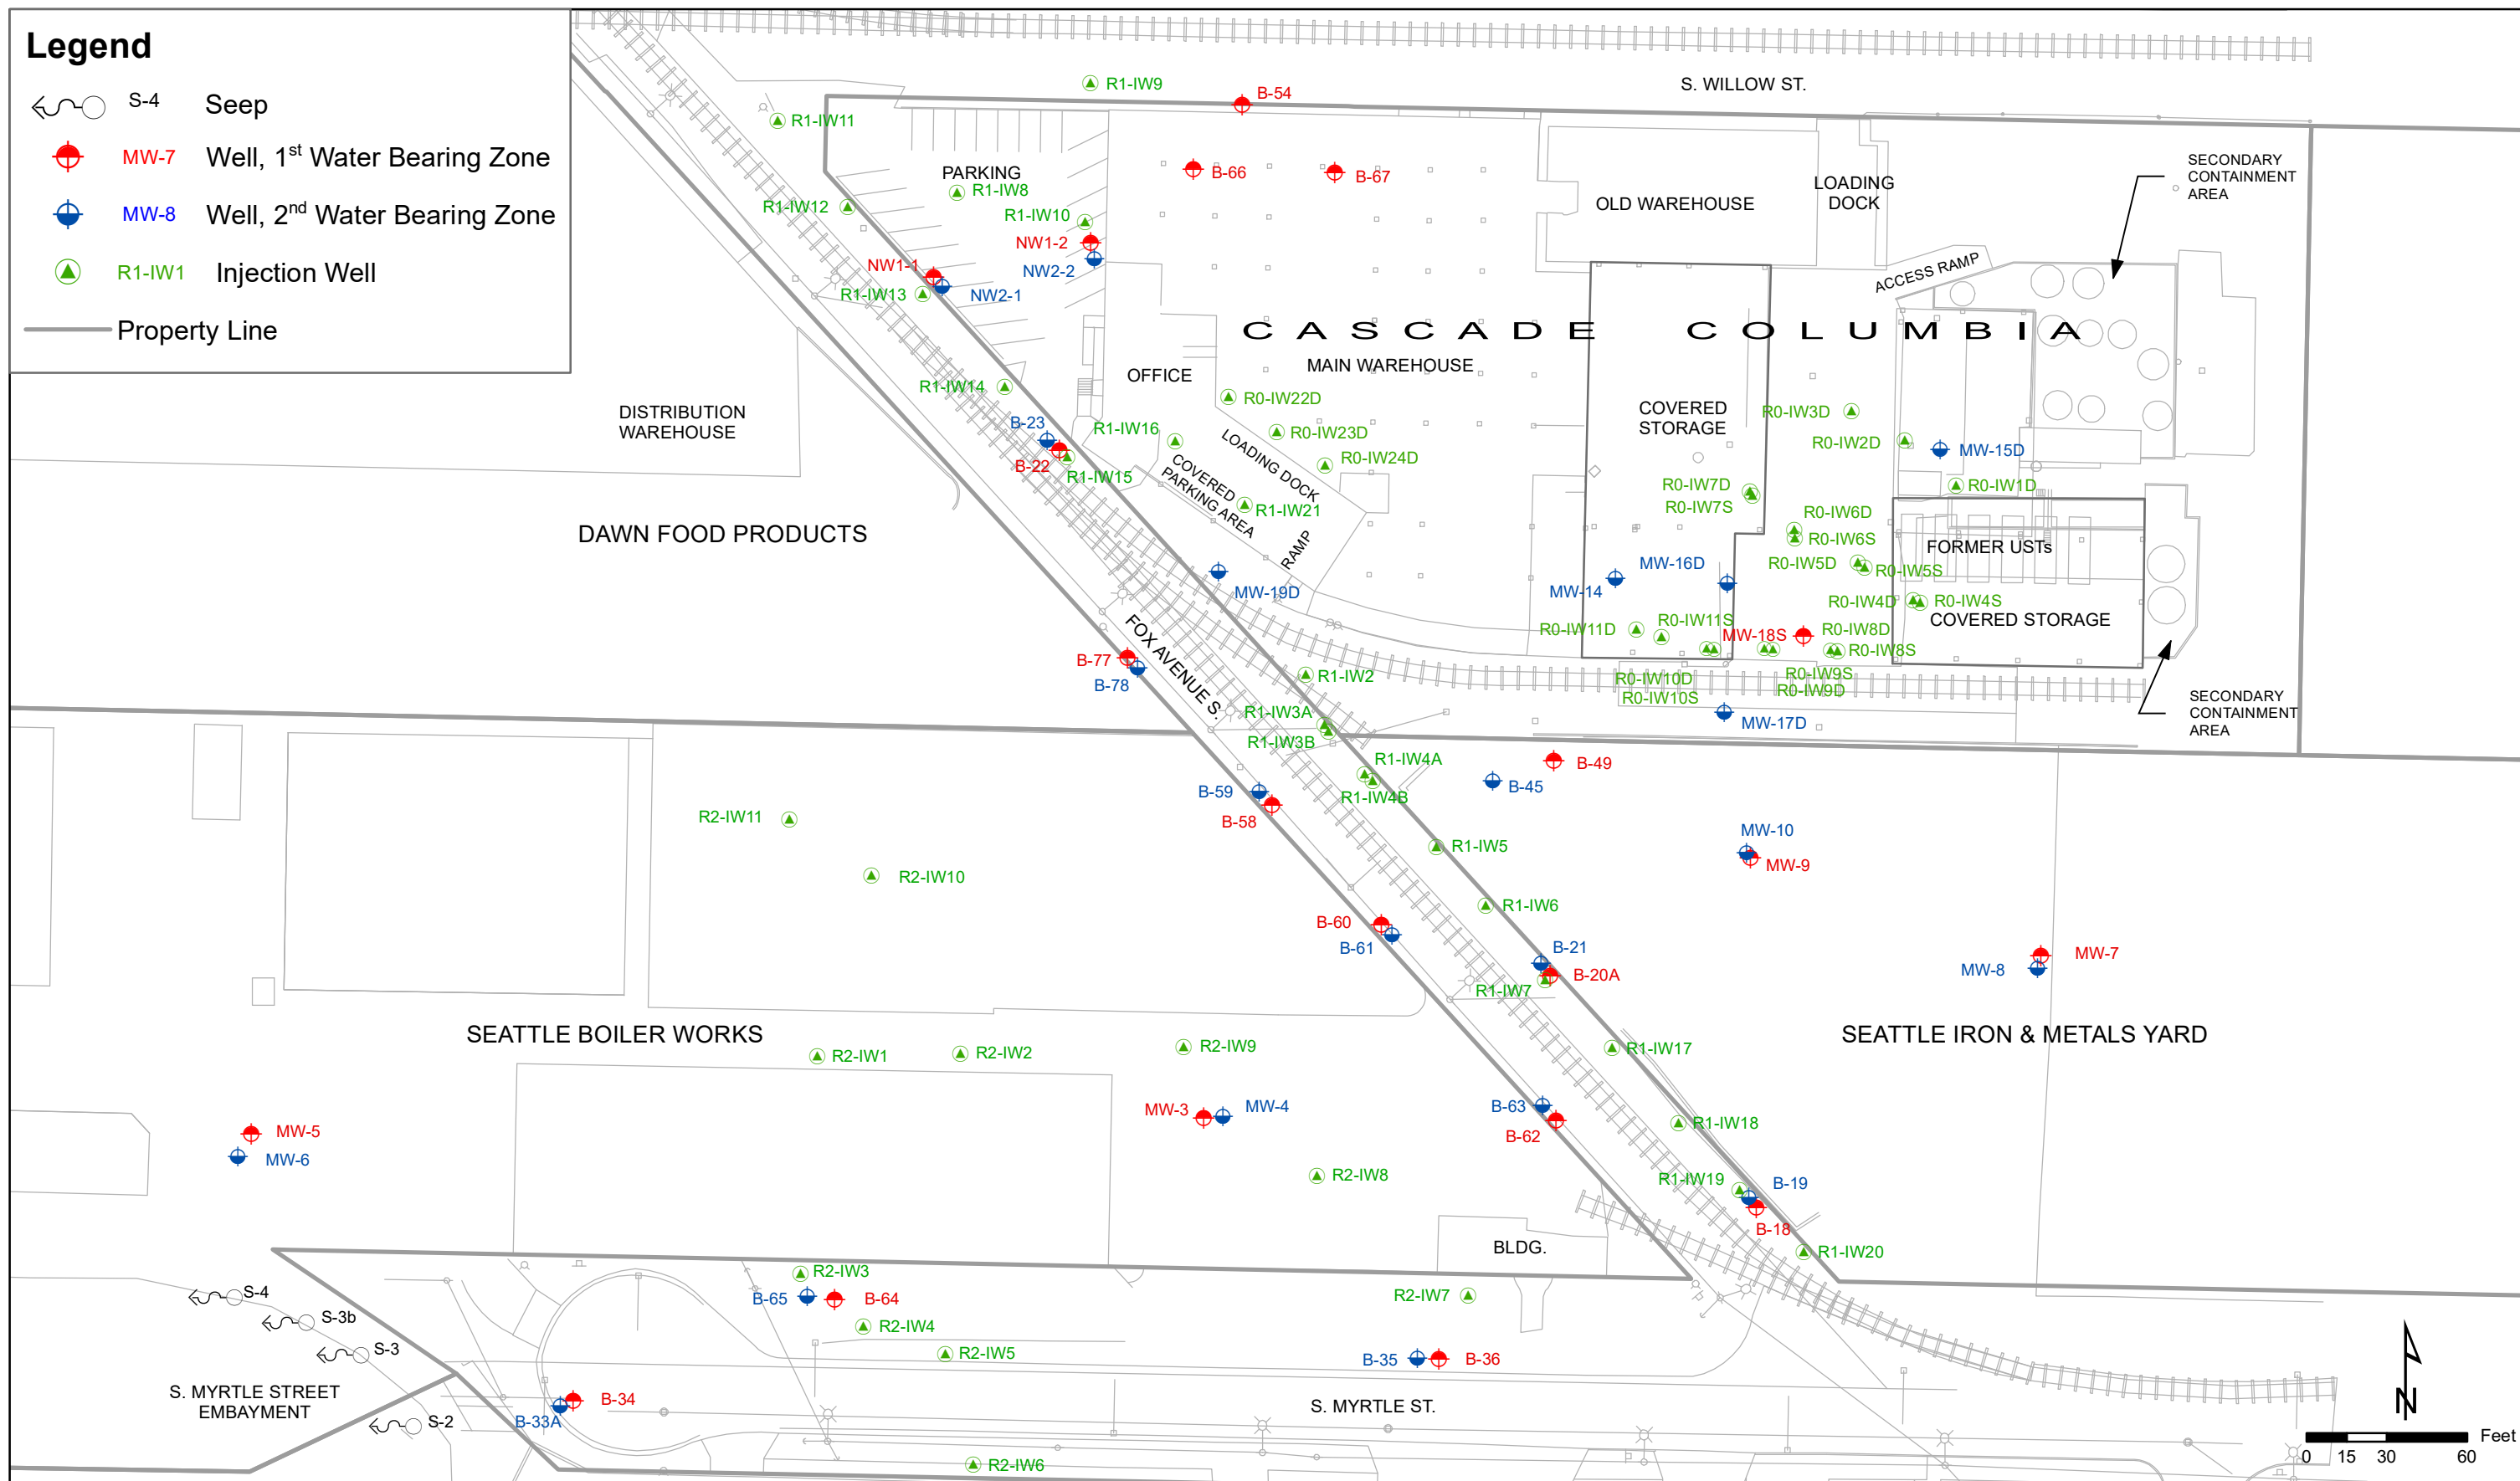 Legend
S-4 Seep
MW-7 Well, 1st Water Bearing Zone
MW-8 Well, 2nd Water Bearing Zone
R1-IW1 Injection Well
Property Line
S. WILLOW ST.
R1-IW9
B-54
R1-IW11
PARKING
R1-IW8
B-66
B-67
R1-IW12
R1-IW10
NW1-2
NW2-2
NW1-1
R1-IW13
NW2-1
OLD WAREHOUSE
LOADING
DOCK
SECONDARY
CONTAINMENT
AREA
ACCESS RAMP
CASCADE COLUMBIA
MAIN WAREHOUSE
OFFICE
R1-IW14
DISTRIBUTION
WAREHOUSE
B-23
B-22
R1-IW15
R1-IW16
R0-IW22D
R0-IW23D
R0-IW24D
LOADING DOCK
COVERED
PARKING AREA
R1-IW21
RAMP
COVERED
STORAGE
R0-IW3D
R0-IW2D
MW-15D
R0-IW1D
R0-IW7D
R0-IW7S
R0-IW6D
R0-IW6S
R0-IW5D
R0-IW5S
FORMER USTs
R0-IW4D
R0-IW4S
COVERED STORAGE
DAWN FOOD PRODUCTS
MW-19D
MW-14
MW-16D
R0-IW11D
R0-IW11S
MW-18S
R0-IW8D
R0-IW8S
R0-IW9S
R0-IW9D
R0-IW10D
R0-IW10S
MW-17D
SECONDARY
CONTAINMENT
AREA
B-77
B-78
FOX AVENUE S.
R1-IW2
R1-IW3A
R1-IW3B
R1-IW4A
R1-IW4B
B-49
B-45
B-59
B-58
R2-IW11
R2-IW10
R1-IW5
MW-10
MW-9
R1-IW6
B-60
B-61
B-21
B-20A
R1-IW7
MW-7
MW-8
SEATTLE BOILER WORKS
SEATTLE IRON & METALS YARD
R2-IW1
R2-IW2
R2-IW9
R1-IW17
MW-3
MW-4
B-63
B-62
R1-IW18
MW-5
MW-6
R2-IW8
R1-IW19
B-19
B-18
BLDG.
R1-IW20
S-4
S-3b
S-3
S-2
R2-IW3
B-65
B-64
R2-IW4
R2-IW5
R2-IW7
B-35
B-36
S. MYRTLE STREET
EMBAYMENT
B-34
B-33A
S. MYRTLE ST.
R2-IW6
N
Feet
0 15 30 60